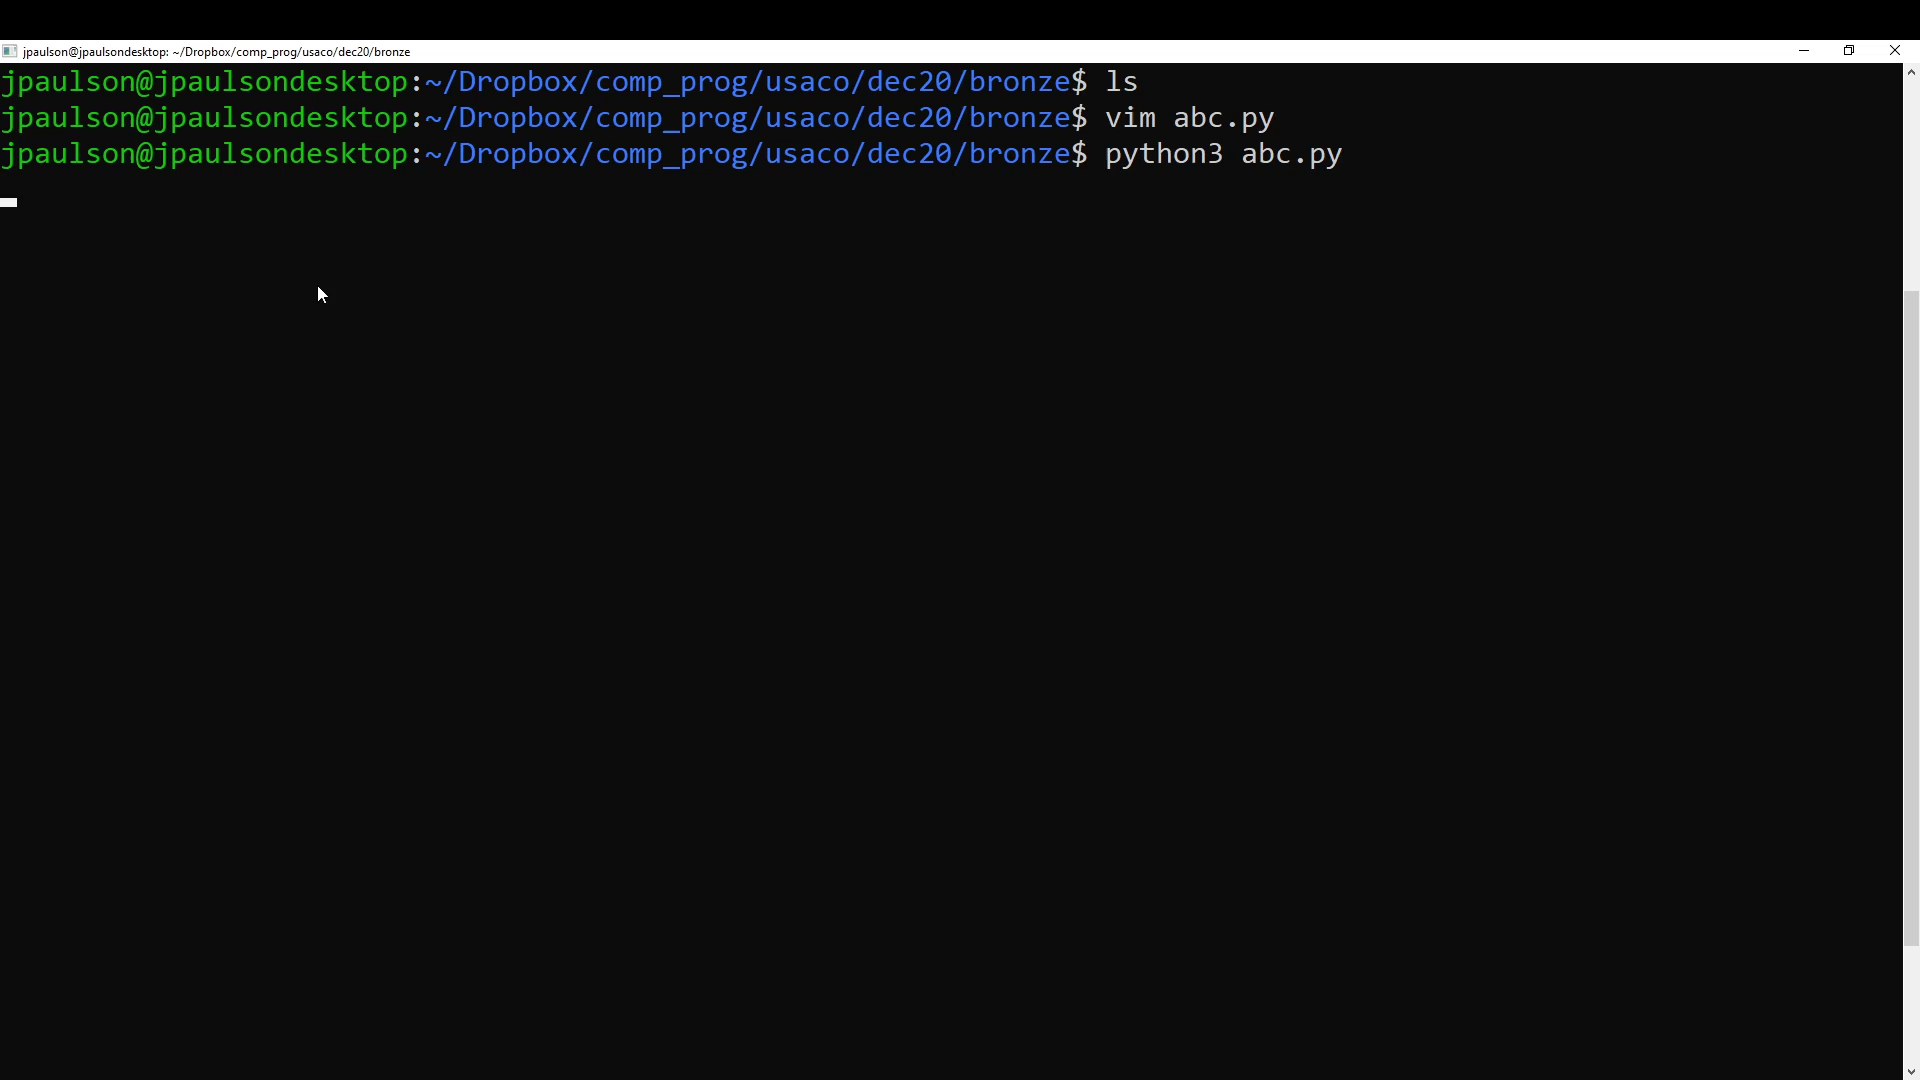 jpaulson@jpaulsondesktop: ~/Dropbox/comp_prog/usaco/dec20/bronze
jpaulson@jpaulsondesktop:~/Dropbox/comp_prog/usaco/dec20/bronze$ ls
jpaulson@jpaulsondesktop:~/Dropbox/comp_prog/usaco/dec20/bronze$ vim abc.py
jpaulson@jpaulsondesktop:~/Dropbox/comp_prog/usaco/dec20/bronze$ python3 abc.py